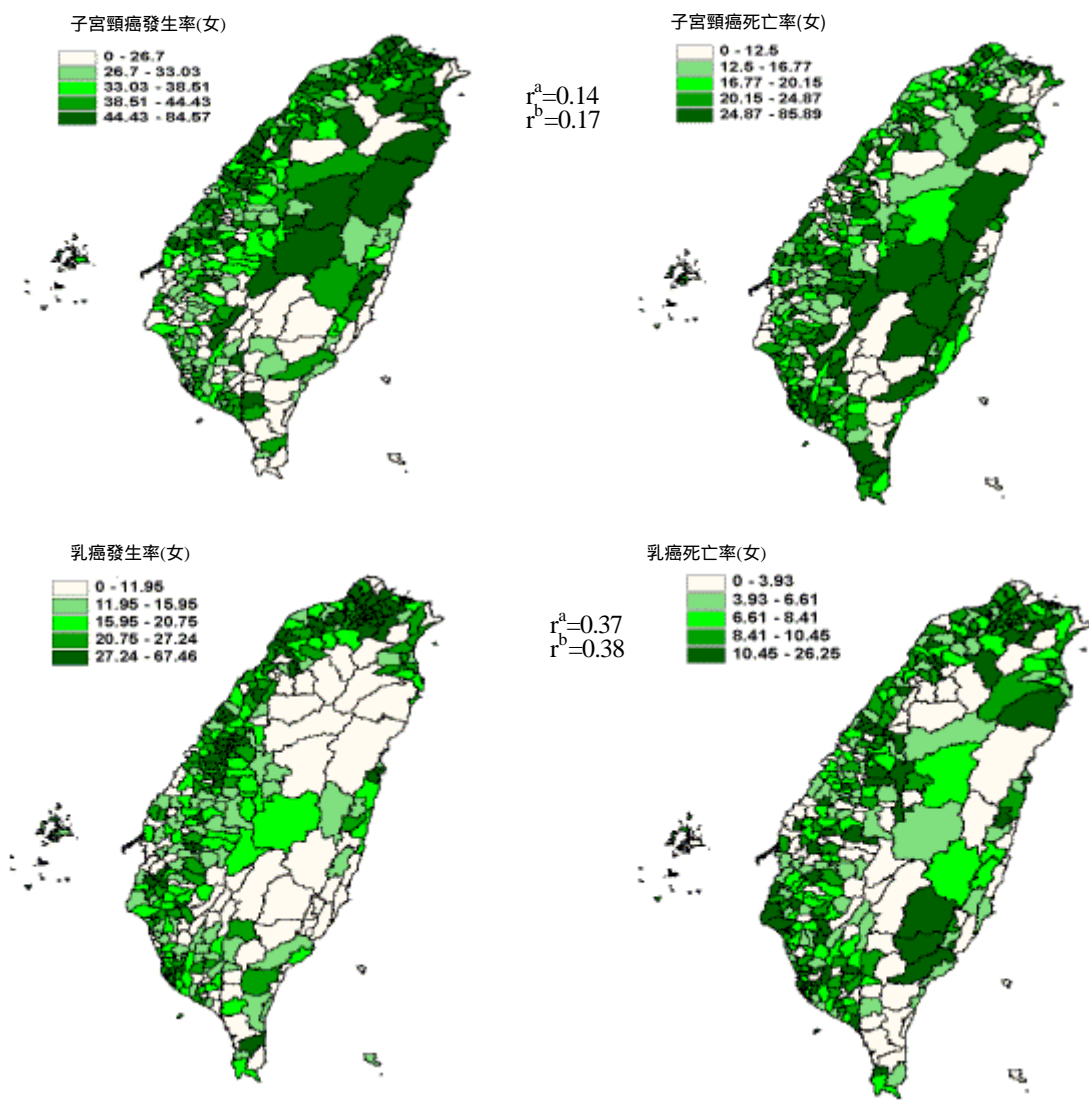 子宮頸癌發生率(女)
0 - 26.7
26.7 - 33.03
33.03 - 38.51
38.51 - 44.43
44.43 - 84.57
子宮頸癌死亡率(女)
0 - 12.5
12.5 - 16.77
16.77 - 20.15
20.15 - 24.87
24.87 - 85.89
rᵃ=0.14
rᵇ=0.17
乳癌發生率(女)
0 - 11.95
11.95 - 15.95
15.95 - 20.75
20.75 - 27.24
27.24 - 67.46
乳癌死亡率(女)
0 - 3.93
3.93 - 6.61
6.61 - 8.41
8.41 - 10.45
10.45 - 26.25
rᵃ=0.37
rᵇ=0.38